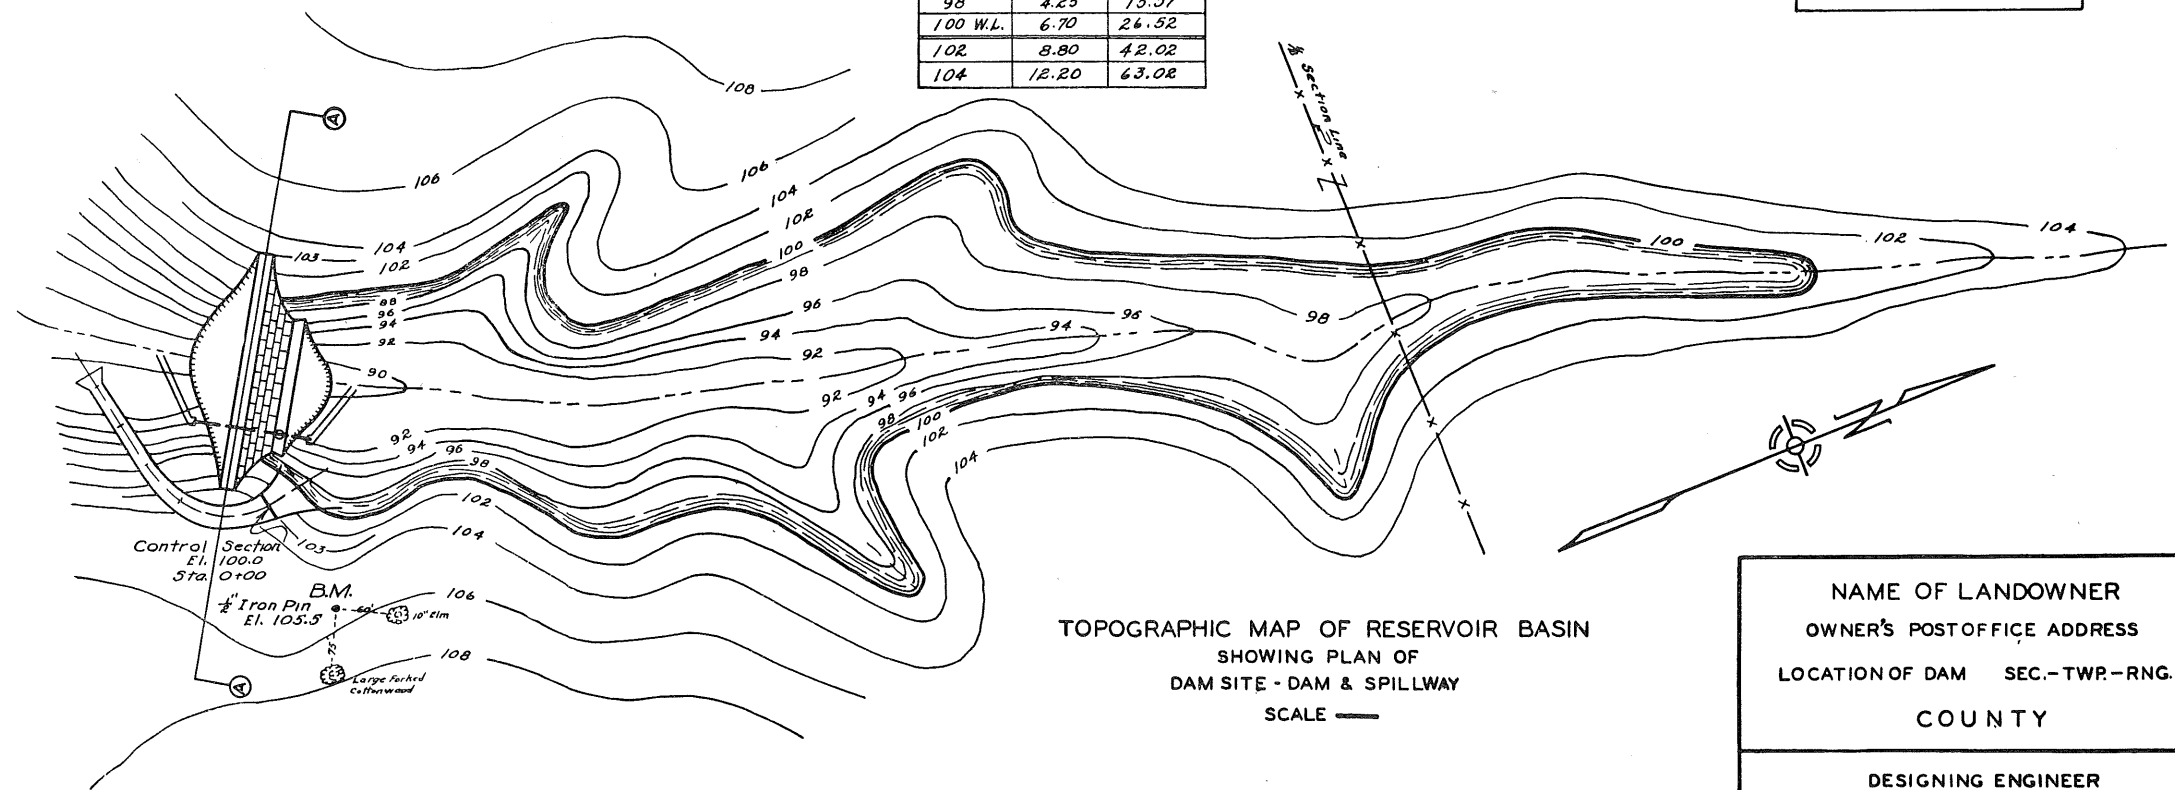 98 4.25 15.57
100 W.L. 6.70 26.52
102 8.80 42.02
104 12.20 63.02
Section Line
108
106
106
104
102
100
98
96
94
92
104
102
103
88
96
94
92
90
98
96
94
100
102
104
92
94
96
98
100
102
104
92
94
96
98
102
104
103
106
108
A
A
Control Section
El. 100.0
Sta. 0+00
B.M.
1/2" Iron Pin
El. 105.5
60'
10" Elm
75'
Large Forked
Cottonwood
N
TOPOGRAPHIC MAP OF RESERVOIR BASIN
SHOWING PLAN OF
DAM SITE - DAM & SPILLWAY
SCALE
NAME OF LANDOWNER
OWNER'S POSTOFFICE ADDRESS
LOCATION OF DAM SEC.-TWP.-RNG.
COUNTY
DESIGNING ENGINEER